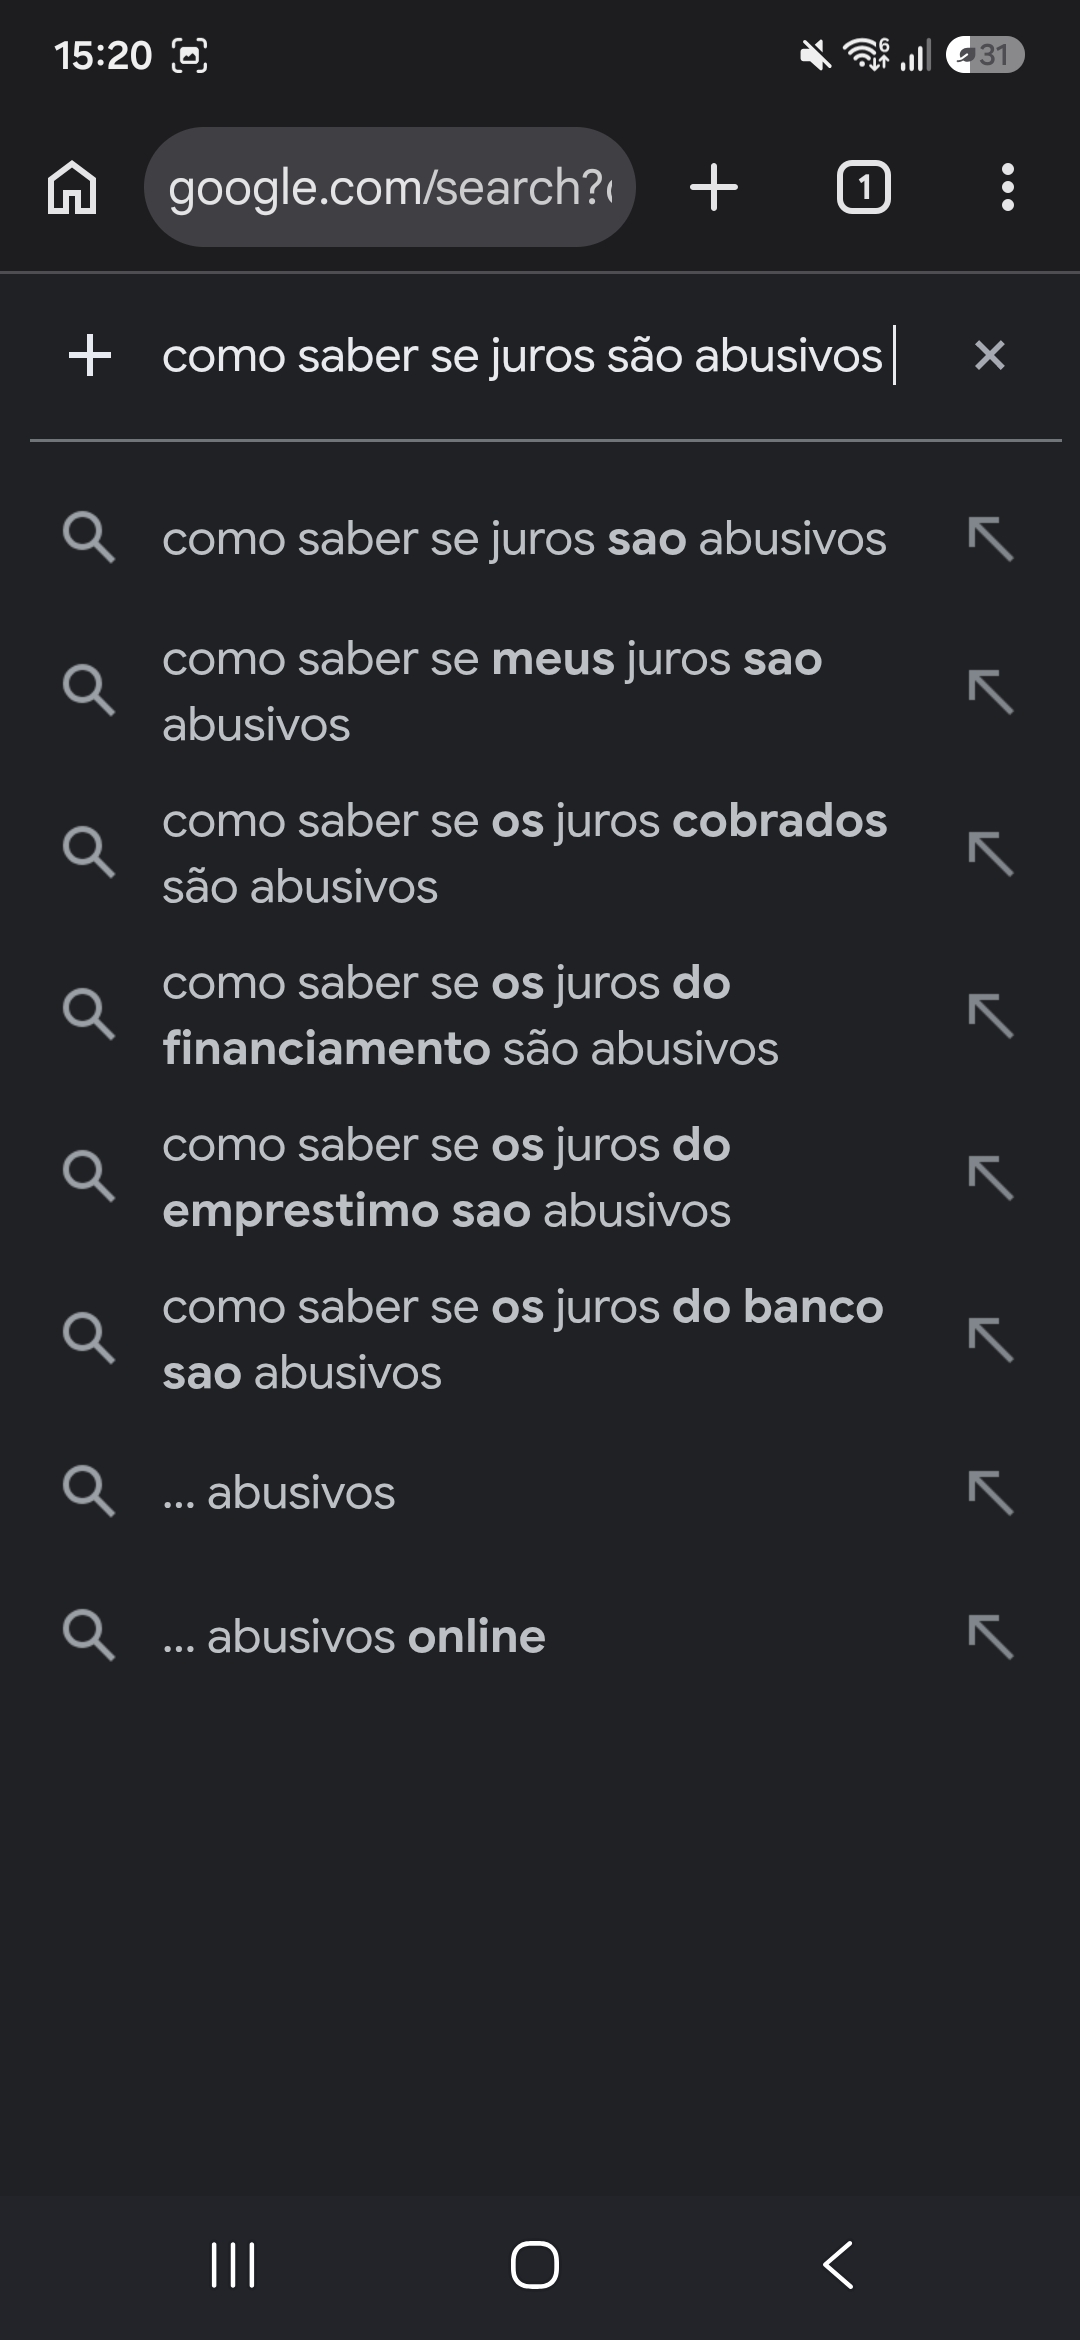 15:20
6
31
google.com/search?
1
como saber se juros são abusivos
como saber se juros sao abusivos
como saber se meus juros sao
abusivos
como saber se os juros cobrados
são abusivos
como saber se os juros do
financiamento são abusivos
como saber se os juros do
emprestimo sao abusivos
como saber se os juros do banco
sao abusivos
... abusivos
... abusivos online